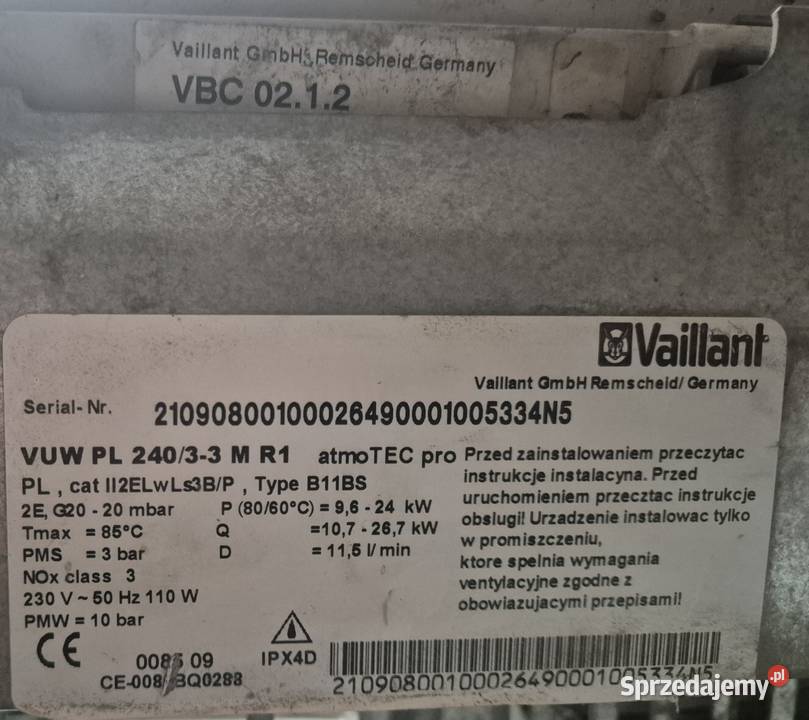 Vaillant GmbH Remscheid Germany
VBC 02.1.2
Vaillant
Vaillant GmbH Remscheid/ Germany
Serial- Nr. 21090800100026490001005334N5
VUW PL 240/3-3 M R1 atmoTEC pro
PL , cat II2ELwLs3B/P , Type B11BS
2E, G20 - 20 mbar P (80/60°C) = 9,6 - 24 kW
Tmax = 85°C Q =10,7 - 26,7 kW
PMS = 3 bar D = 11,5 l/min
NOx class 3
230 V ~ 50 Hz 110 W
PMW = 10 bar
Przed zainstalowaniem przeczytac
instrukcje instalacyna. Przed
uruchomieniem przecztac instrukcje
obslugi! Urzadzenie instalowac tylko
w promiszczeniu,
ktore spelnia wymagania
ventylacyjne zgodne z
obowiazujacymi przepisami!
CE
09
BQ0288
IPX4D
21090800100026490001005334N5
Sprzedajemy.pl